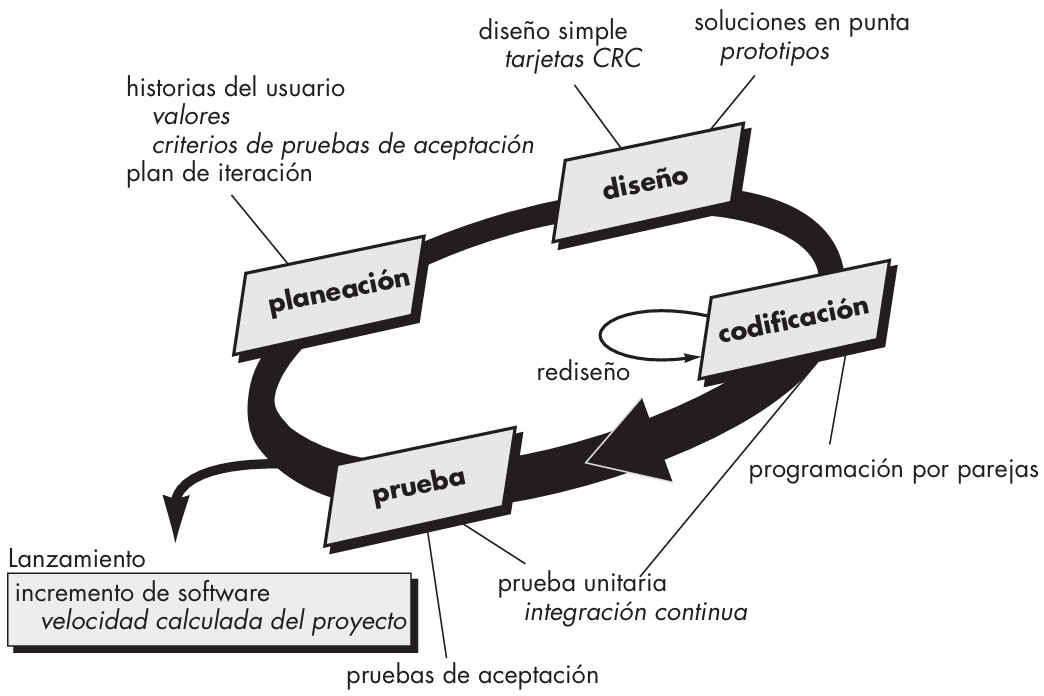 diseño simple
tarjetas CRC
soluciones en punta
prototipos
historias del usuario
valores
criterios de pruebas de aceptación
plan de iteración
diseño
planeación
codificación
rediseño
prueba
programación por parejas
Lanzamiento
incremento de software
velocidad calculada del proyecto
prueba unitaria
integración continua
pruebas de aceptación